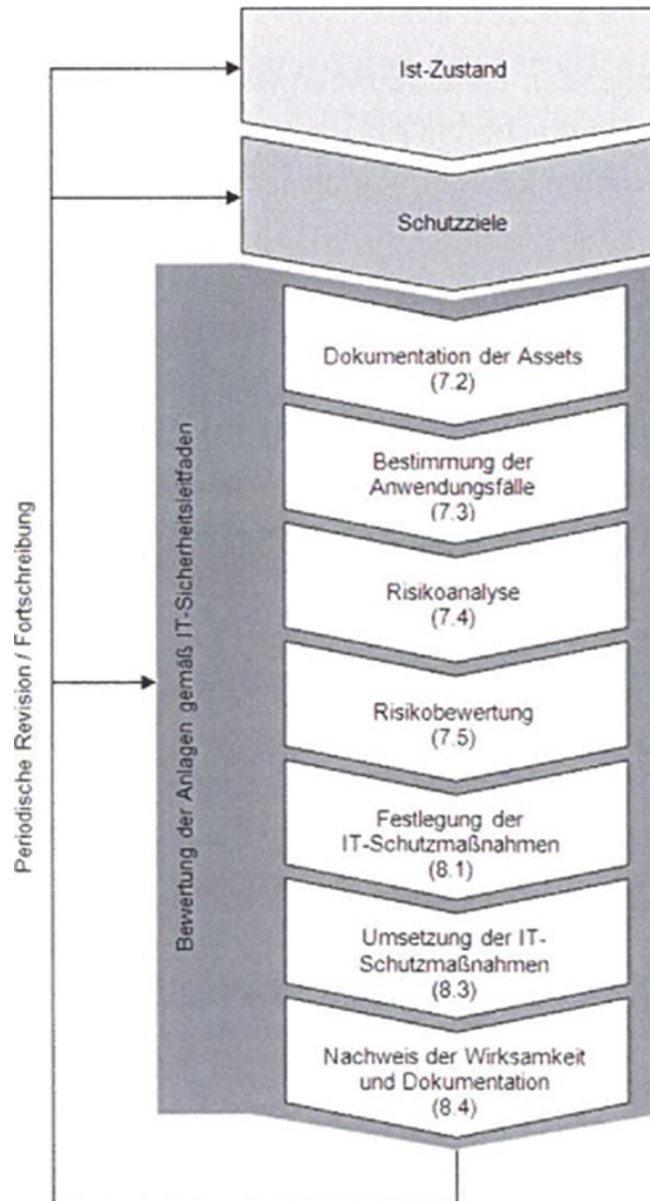 Ist-Zustand
Schutzziele
Periodische Revision / Fortschreibung
Bewertung der Anlagen gemäß IT-Sicherheitsleitfaden
Dokumentation der Assets
(7.2)
Bestimmung der
Anwendungsfälle
(7.3)
Risikoanalyse
(7.4)
Risikobewertung
(7.5)
Festlegung der
IT-Schutzmaßnahmen
(8.1)
Umsetzung der IT-
Schutzmaßnahmen
(8.3)
Nachweis der Wirksamkeit
und Dokumentation
(8.4)